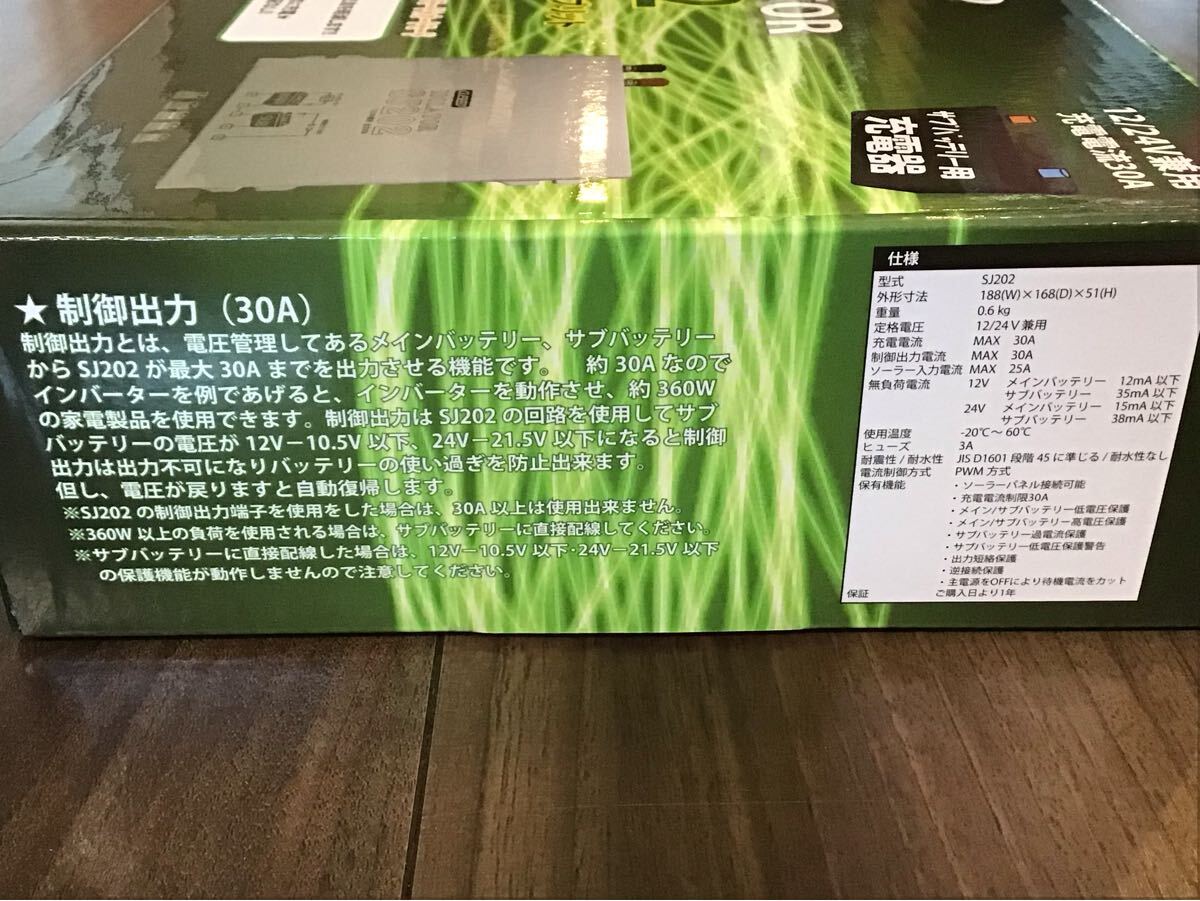 OR
12/24V兼用
充電電流30A
サブバッテリー用
充電器
★ 制御出力（30A）
制御出力とは、電圧管理してあるメインバッテリー、サブバッテリー
から SJ202 が最大 30A までを出力させる機能です。　約 30A なので
インバーターを例であげると、インバーターを動作させ、約 360W
の家電製品を使用できます。制御出力は SJ202 の回路を使用してサブ
バッテリーの電圧が 12V－10.5V 以下、24V－21.5V 以下になると制御
出力は出力不可になりバッテリーの使い過ぎを防止出来ます。
但し、電圧が戻りますと自動復帰します。
※SJ202 の制御出力端子を使用をした場合は、30A 以上は使用出来ません。
※360W 以上の負荷を使用される場合は、サブバッテリーに直接配線してください。
※サブバッテリーに直接配線した場合は、12V－10.5V 以下・24V－21.5V 以下
の保護機能が動作しませんので注意してください。
仕様
型式 SJ202
外形寸法 188(W)×168(D)×51(H)
重量 0.6 kg
定格電圧 12/24 V 兼用
充電電流 MAX 30A
制御出力電流 MAX 30A
ソーラー入力電流 MAX 25A
無負荷電流 12V メインバッテリー 12mA 以下
サブバッテリー 35mA 以下
24V メインバッテリー 15mA 以下
サブバッテリー 38mA 以下
使用温度 -20℃～ 60℃
ヒューズ 3A
耐震性 / 耐水性 JIS D1601 段階 45 に準じる / 耐水性なし
電流制御方式 PWM 方式
保有機能 ・ソーラーパネル接続可能
・充電電流制限30A
・メイン/サブバッテリー低電圧保護
・メイン/サブバッテリー高電圧保護
・サブバッテリー過電流保護
・サブバッテリー低電圧保護警告
・出力短絡保護
・逆接続保護
・主電源をOFFにより待機電流をカット
保証 ご購入日より1年